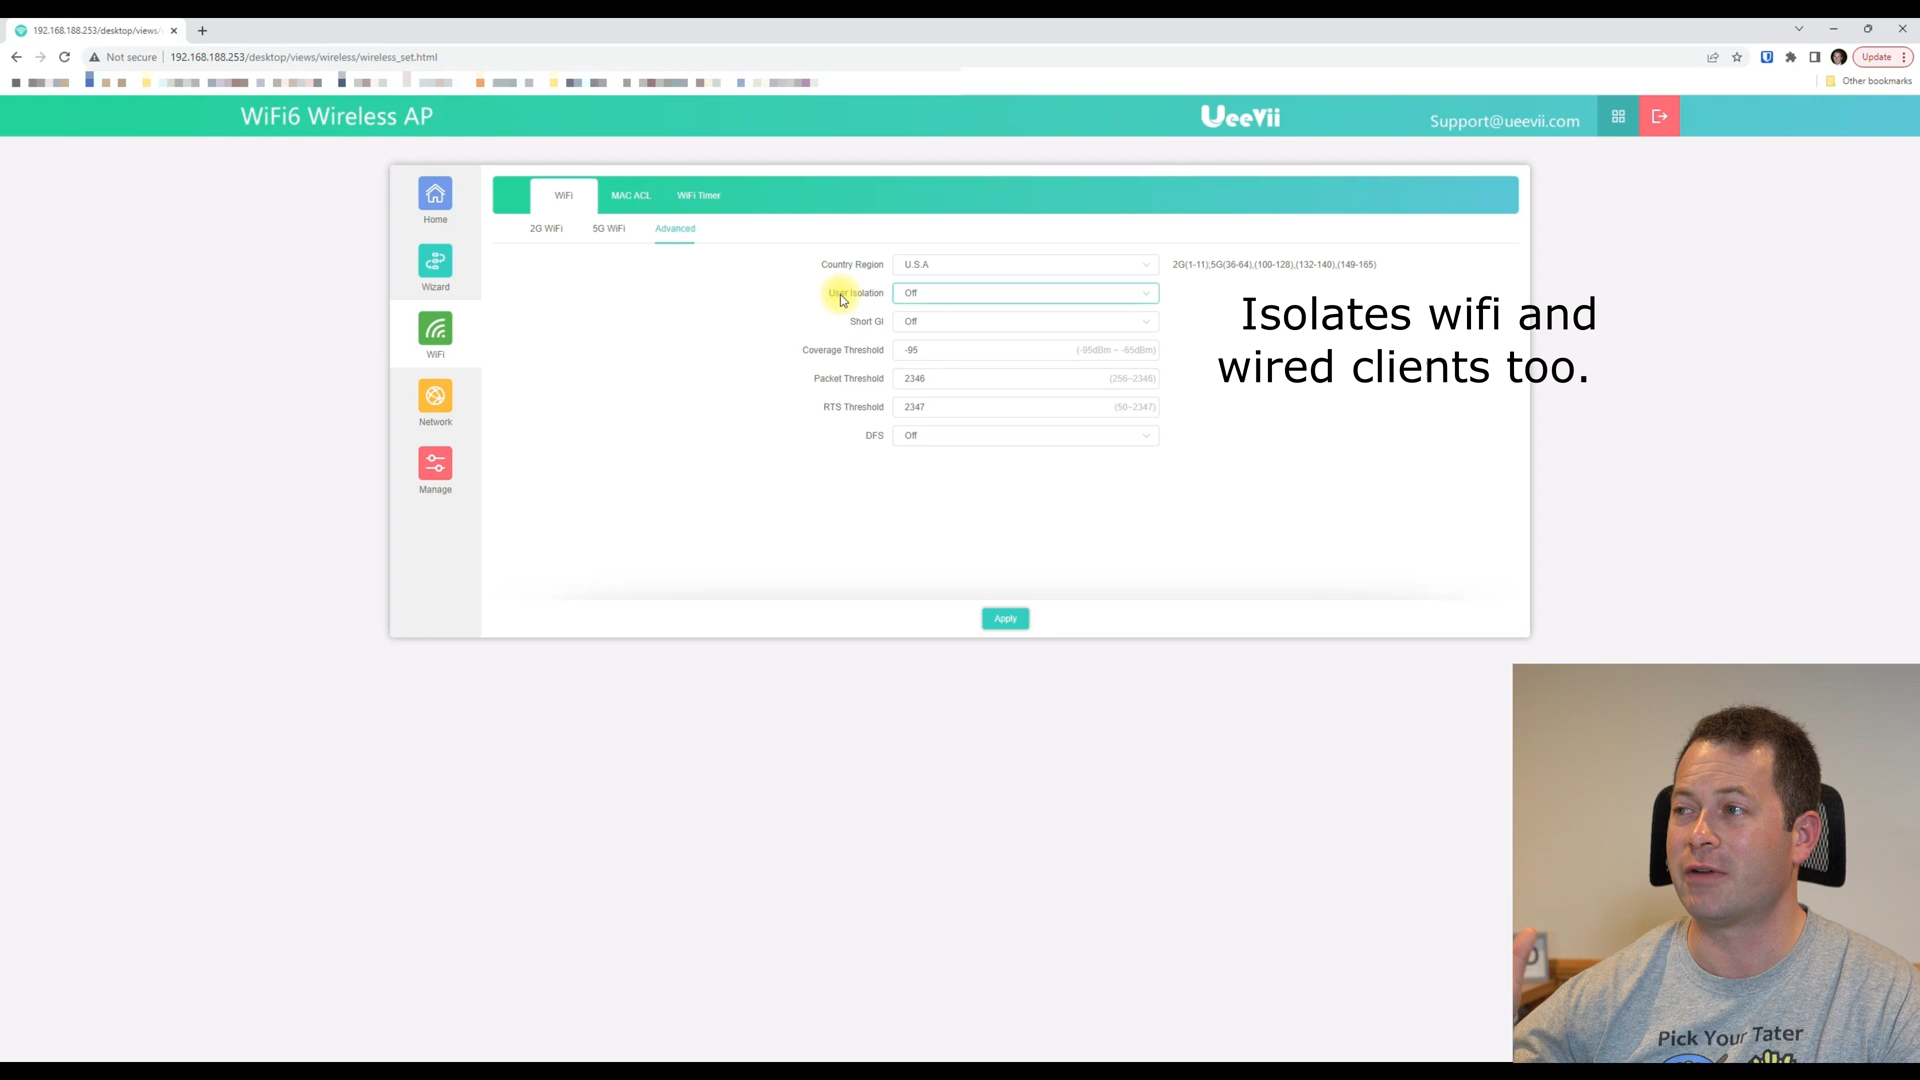 192.168.188.253/desktop/views/
Not secure
192.168.188.253/desktop/views/wireless/wireless_set.html
Update
Other bookmarks
WiFi6 Wireless AP
UeeVii
Support@ueevii.com
WiFi
MAC ACL
WiFi Timer
Home
2G WiFi
5G WiFi
Advanced
Country Region
U.S.A
2G(1-11);5G(36-64),(100-128),(132-140),(149-165)
Wizard
User Isolation
Off
Isolates wifi and
wired clients too.
Short GI
Off
WiFi
Coverage Threshold
-95
(-95dBm ~ -65dBm)
Packet Threshold
2346
(256~2346)
RTS Threshold
2347
(50~2347)
Network
DFS
Off
Manage
Apply
Pick Your Tater